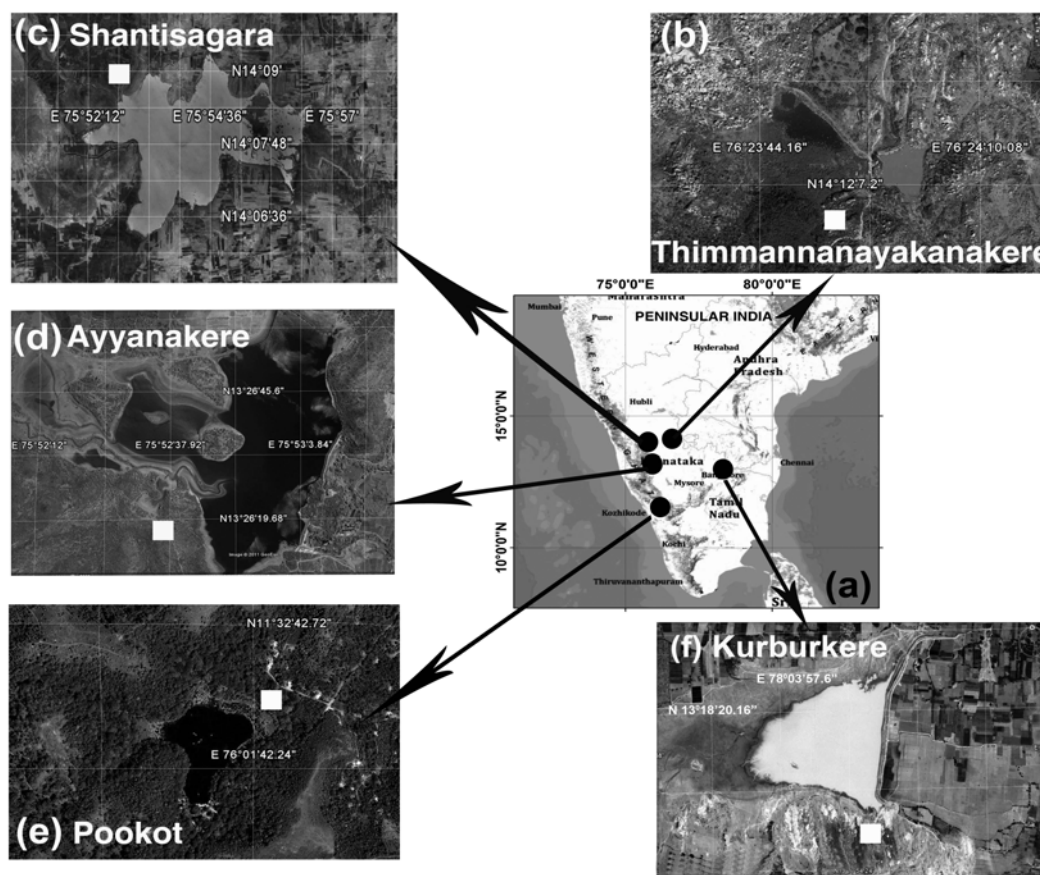 (c) Shantisagara
N14°09'
E 75°52'12"
E 75°54'36"
E 75°57'
N14°07'48"
N14°06'36"
(b)
E 76°23'44.16"
E 76°24'10.08"
N14°12'7.2"
Thimmannanayakanakere
(d)
Ayyanakere
N13°26'45.6"
E 75°52'12"
E 75°52'37.92"
E 75°53'3.84"
N13°26'19.68"
75°0'0"E
80°0'0"E
Maharashtra
Mumbai
Pune
PENINSULAR INDIA
Hyderabad
Andhra
Pradesh
Hubli
15°0'0"N
Chennai
Mysore
Tamil
Nadu
Kozhikode
Kochi
10°0'0"N
Thiruvananthapuram
(a)
N11°32'42.72"
E 76°01'42.24"
(e) Pookot
(f) Kurburkere
E 78°03'57.6"
N 13°18'20.16"